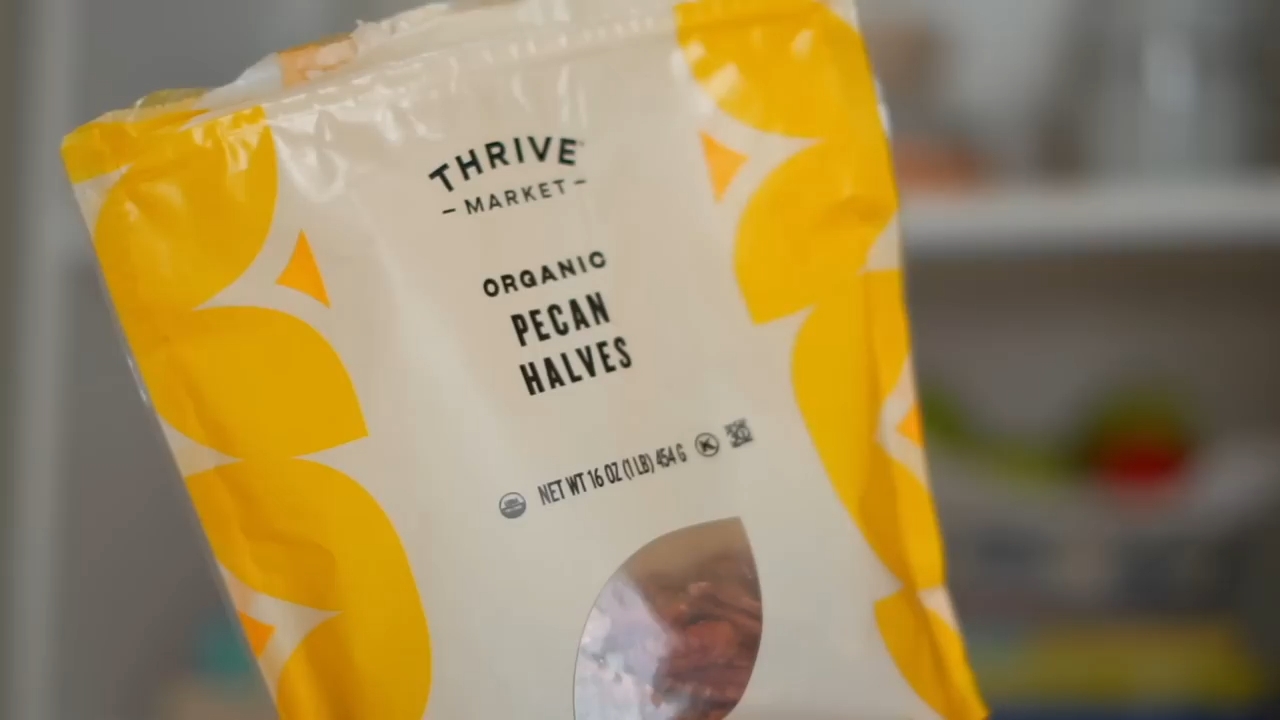 THRIVE
- MARKET -
ORGANIC
PECAN
HALVES
NET WT 16 OZ (1 LB) 454 G